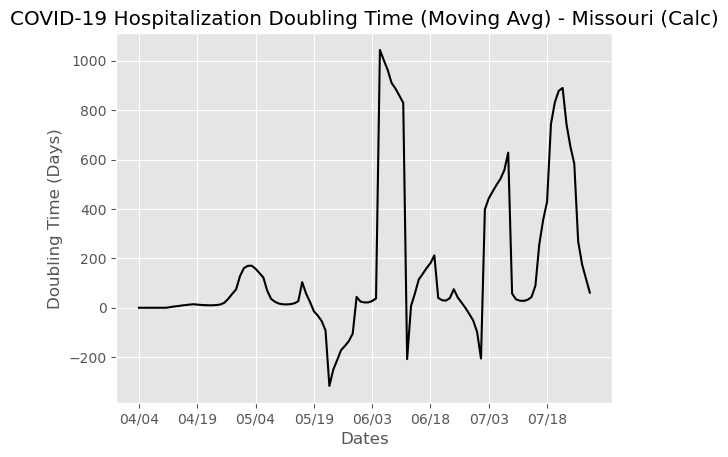 COVID-19 Hospitalization Doubling Time (Moving Avg) - Missouri (Calc)
1000
800
600
400
200
0
−200
Doubling Time (Days)
04/04 04/19 05/04 05/19 06/03 06/18 07/03 07/18
Dates